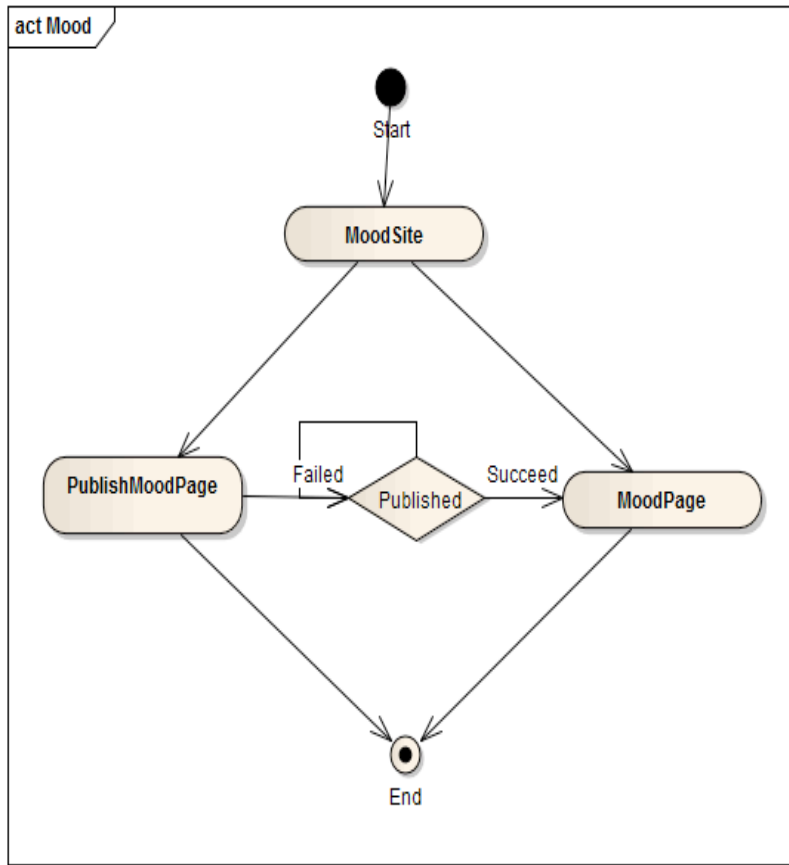 act Mood
Start
MoodSite
PublishMoodPage
Failed
Published
Succeed
MoodPage
End